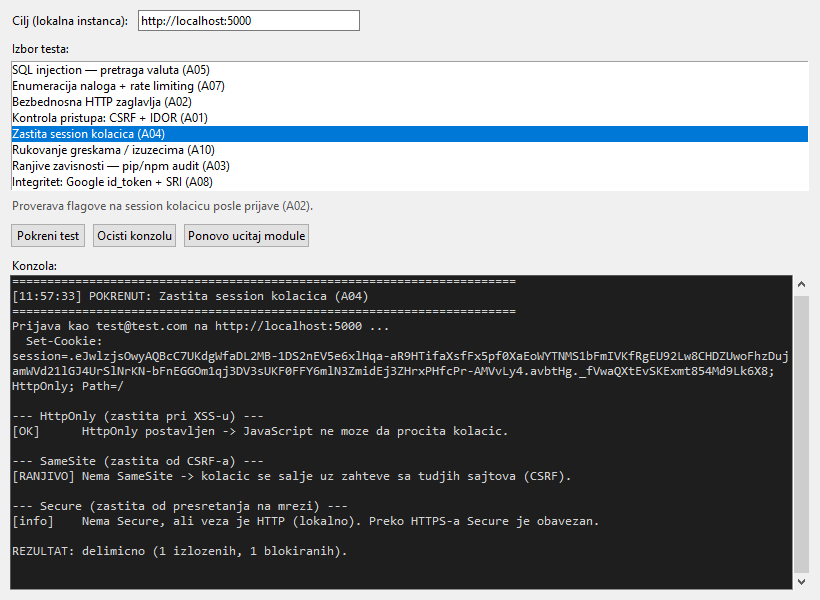 Cilj (lokalna instanca): http://localhost:5000
Izbor testa:
SQL injection — pretraga valuta (A05)
Enumeracija naloga + rate limiting (A07)
Bezbednosna HTTP zaglavlja (A02)
Kontrola pristupa: CSRF + IDOR (A01)
Zastita session kolacica (A04)
Rukovanje greskama / izuzecima (A10)
Ranjive zavisnosti — pip/npm audit (A03)
Integritet: Google id_token + SRI (A08)
Proverava flagove na session kolacicu posle prijave (A02).
Pokreni test Ocisti konzolu Ponovo ucitaj module
Konzola:
========================================================================
[11:57:33] POKRENUT: Zastita session kolacica (A04)
========================================================================
Prijava kao test@test.com na http://localhost:5000 ...
Set-Cookie:
session=.eJwlzjsOwyAQBcC7UKdgWfaDL2MB-1DS2nEV5e6xlHqa-aR9HTifaXsfFx5pf0XaEoWYTNMS1bFmIVKfRgEU92Lw8CHDZUwoFhzDuj
amWVd21lGJ4UrSlNrKN-bFnEGGOm1qj3DV3sUKF0FFY6mlN3ZmidEj3ZHrxPHfcPr-AMVvLy4.avbtHg._fVwaQXtEvSKExmt854Md9Lk6X8;
HttpOnly; Path=/
--- HttpOnly (zastita pri XSS-u) ---
[OK] HttpOnly postavljen -> JavaScript ne moze da procita kolacic.
--- SameSite (zastita od CSRF-a) ---
[RANJIVO] Nema SameSite -> kolacic se salje uz zahteve sa tudjih sajtova (CSRF).
--- Secure (zastita od presretanja na mrezi) ---
[info] Nema Secure, ali veza je HTTP (lokalno). Preko HTTPS-a Secure je obavezan.
REZULTAT: delimicno (1 izlozenih, 1 blokiranih).